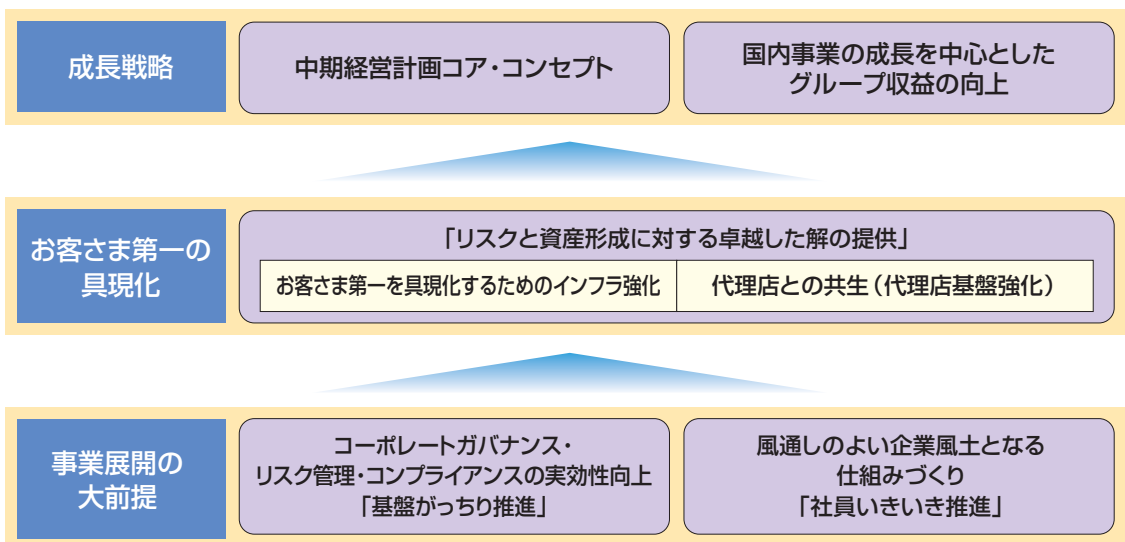 成長戦略
中期経営計画コア・コンセプト
国内事業の成長を中心とした
グループ収益の向上
お客さま第一の
具現化
「リスクと資産形成に対する卓越した解の提供」
お客さま第一を具現化するためのインフラ強化
代理店との共生(代理店基盤強化)
事業展開の
大前提
コーポレートガバナンス・
リスク管理・コンプライアンスの実効性向上
「基盤がっちり推進」
風通しのよい企業風土となる
仕組みづくり
「社員いきいき推進」